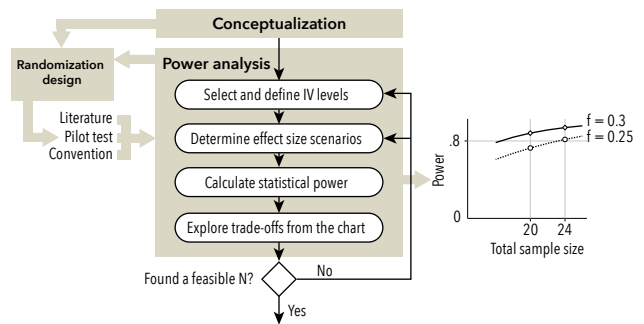 Conceptualization
Randomization
design
Power analysis
Select and define IV levels
Literature
Pilot test
Convention
Determine effect size scenarios
Calculate statistical power
Explore trade-offs from the chart
Found a feasible N?
No
Yes
Power
.8
0
f = 0.3
f = 0.25
20 24
Total sample size